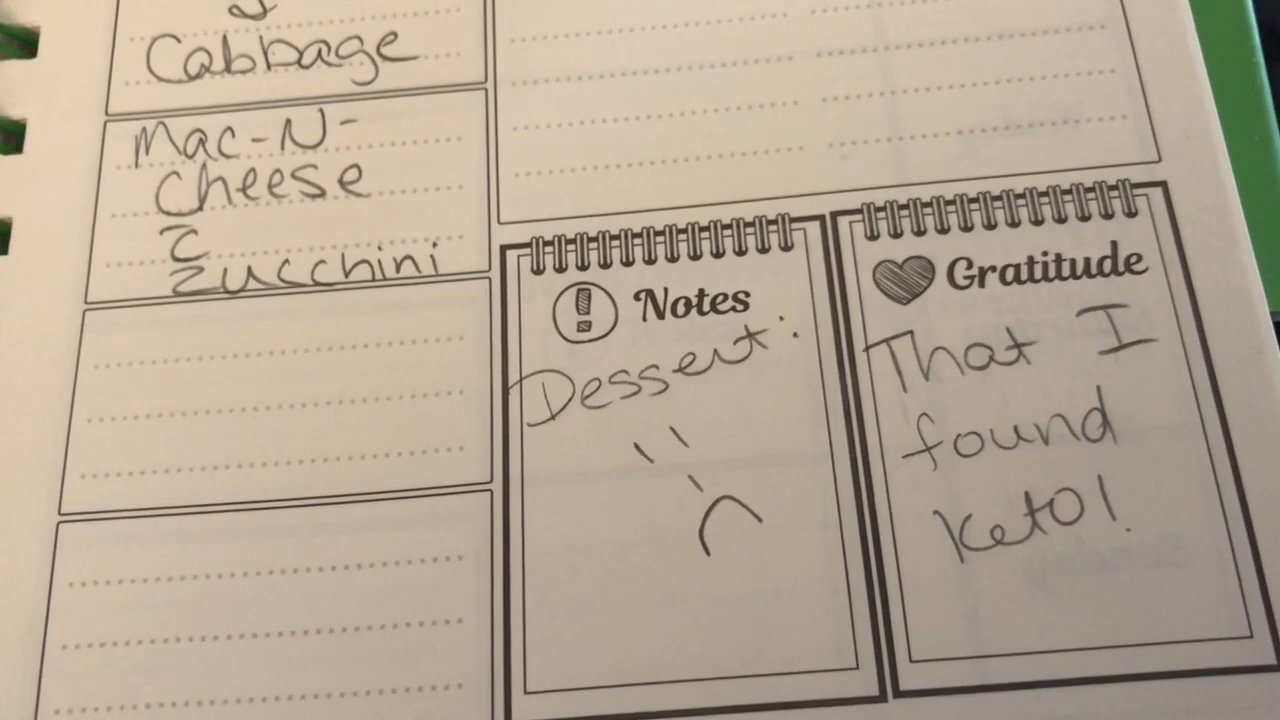 Cabbage
Mac-N-
Cheese
Zucchini
Notes
Dessert:
Gratitude
That I
found
Keto!